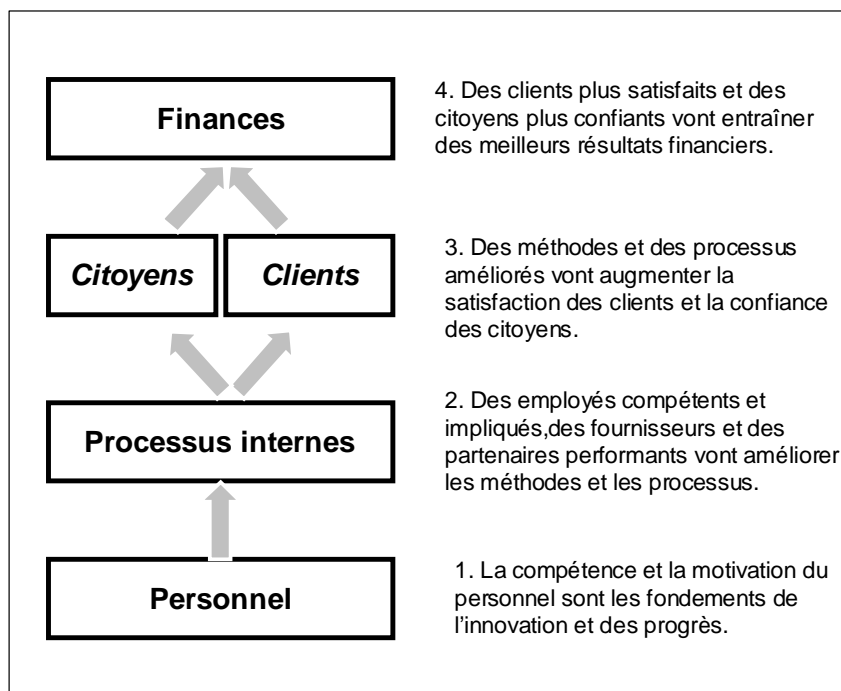 Finances
4. Des clients plus satisfaits et des
citoyens plus confiants vont entraîner
des meilleurs résultats financiers.
Citoyens
Clients
3. Des méthodes et des processus
améliorés vont augmenter la
satisfaction des clients et la confiance
des citoyens.
Processus internes
2. Des employés compétents et
impliqués,des fournisseurs et des
partenaires performants vont améliorer
les méthodes et les processus.
Personnel
1. La compétence et la motivation du
personnel sont les fondements de
l’innovation et des progrès.